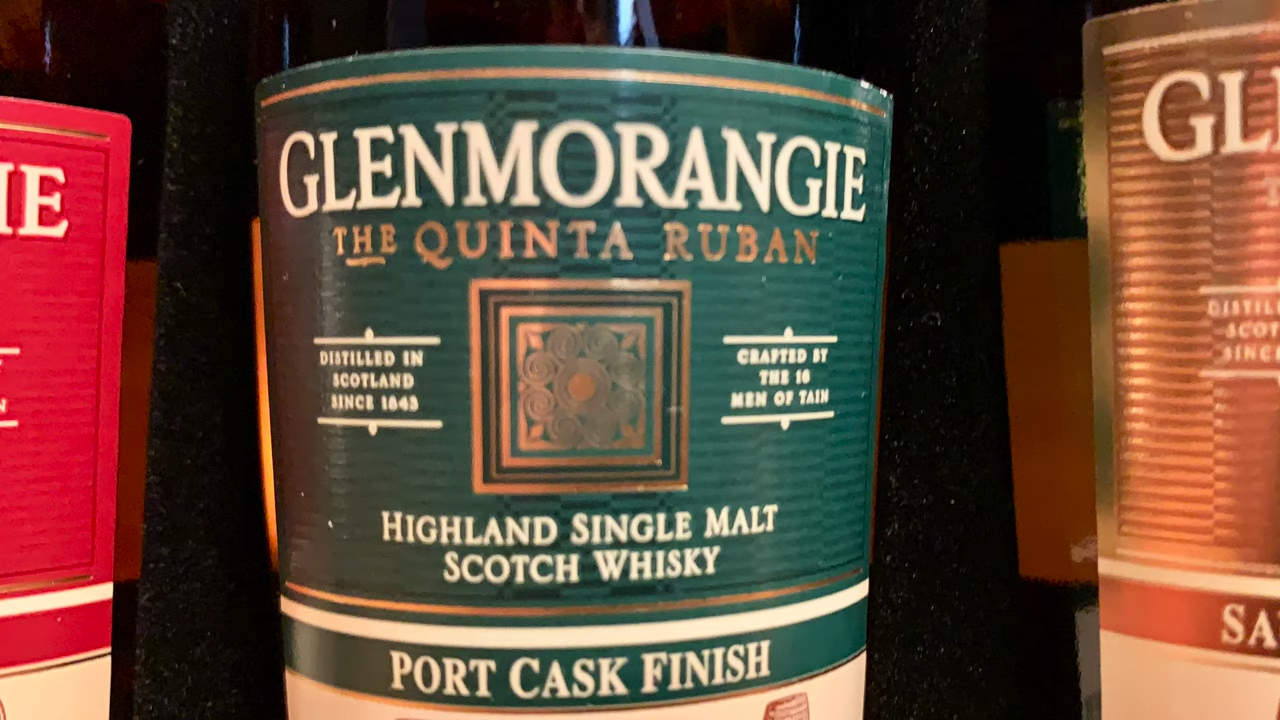 GLENMORANGIE
THE QUINTA RUBAN
DISTILLED IN
SCOTLAND
SINCE 1843
CRAFTED BY
THE 16
MEN OF TAIN
HIGHLAND SINGLE MALT
SCOTCH WHISKY
PORT CASK FINISH
IE
GL
SA